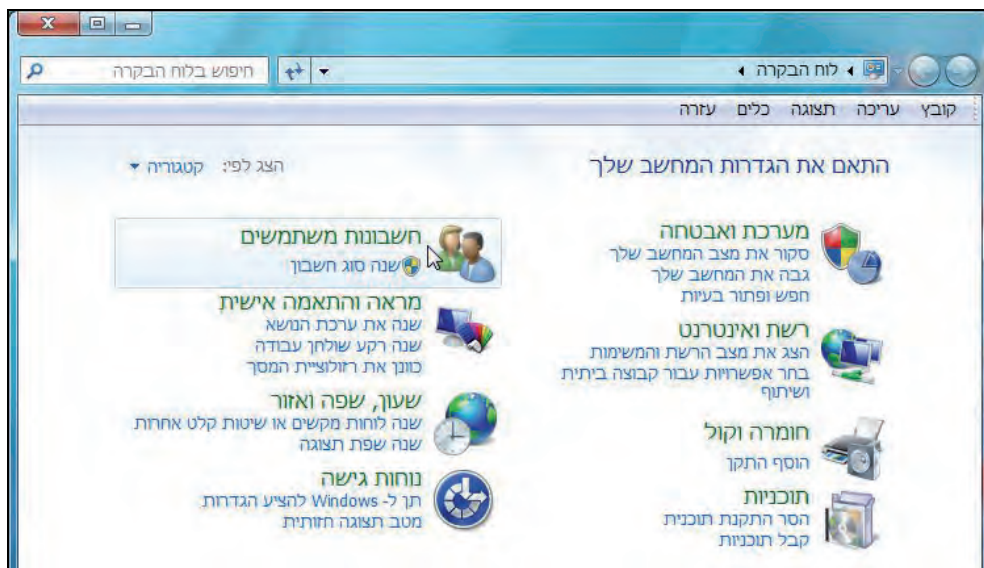 לוח הבקרה
חיפוש בלוח הבקרה
קובץ עריכה תצוגה כלים עזרה
התאם את הגדרות המחשב שלך
הצג לפי: קטגוריה
מערכת ואבטחה
סקור את מצב המחשב שלך
גבה את המחשב שלך
חפש ופתור בעיות
רשת ואינטרנט
הצג את מצב הרשת והמשימות
בחר אפשרויות עבור קבוצה ביתית
ושיתוף
חומרה וקול
הוסף התקן
תוכניות
הסר התקנת תוכנית
קבל תוכניות
חשבונות משתמשים
שנה סוג חשבון
מראה והתאמה אישית
שנה את ערכת הנושא
שנה רקע שולחן עבודה
כוונן את רזולוציית המסך
שעון, שפה ואזור
שנה לוחות מקשים או שיטות קלט אחרות
שנה שפת תצוגה
נוחות גישה
תן ל- Windows להציע הגדרות
מטב תצוגה חזותית